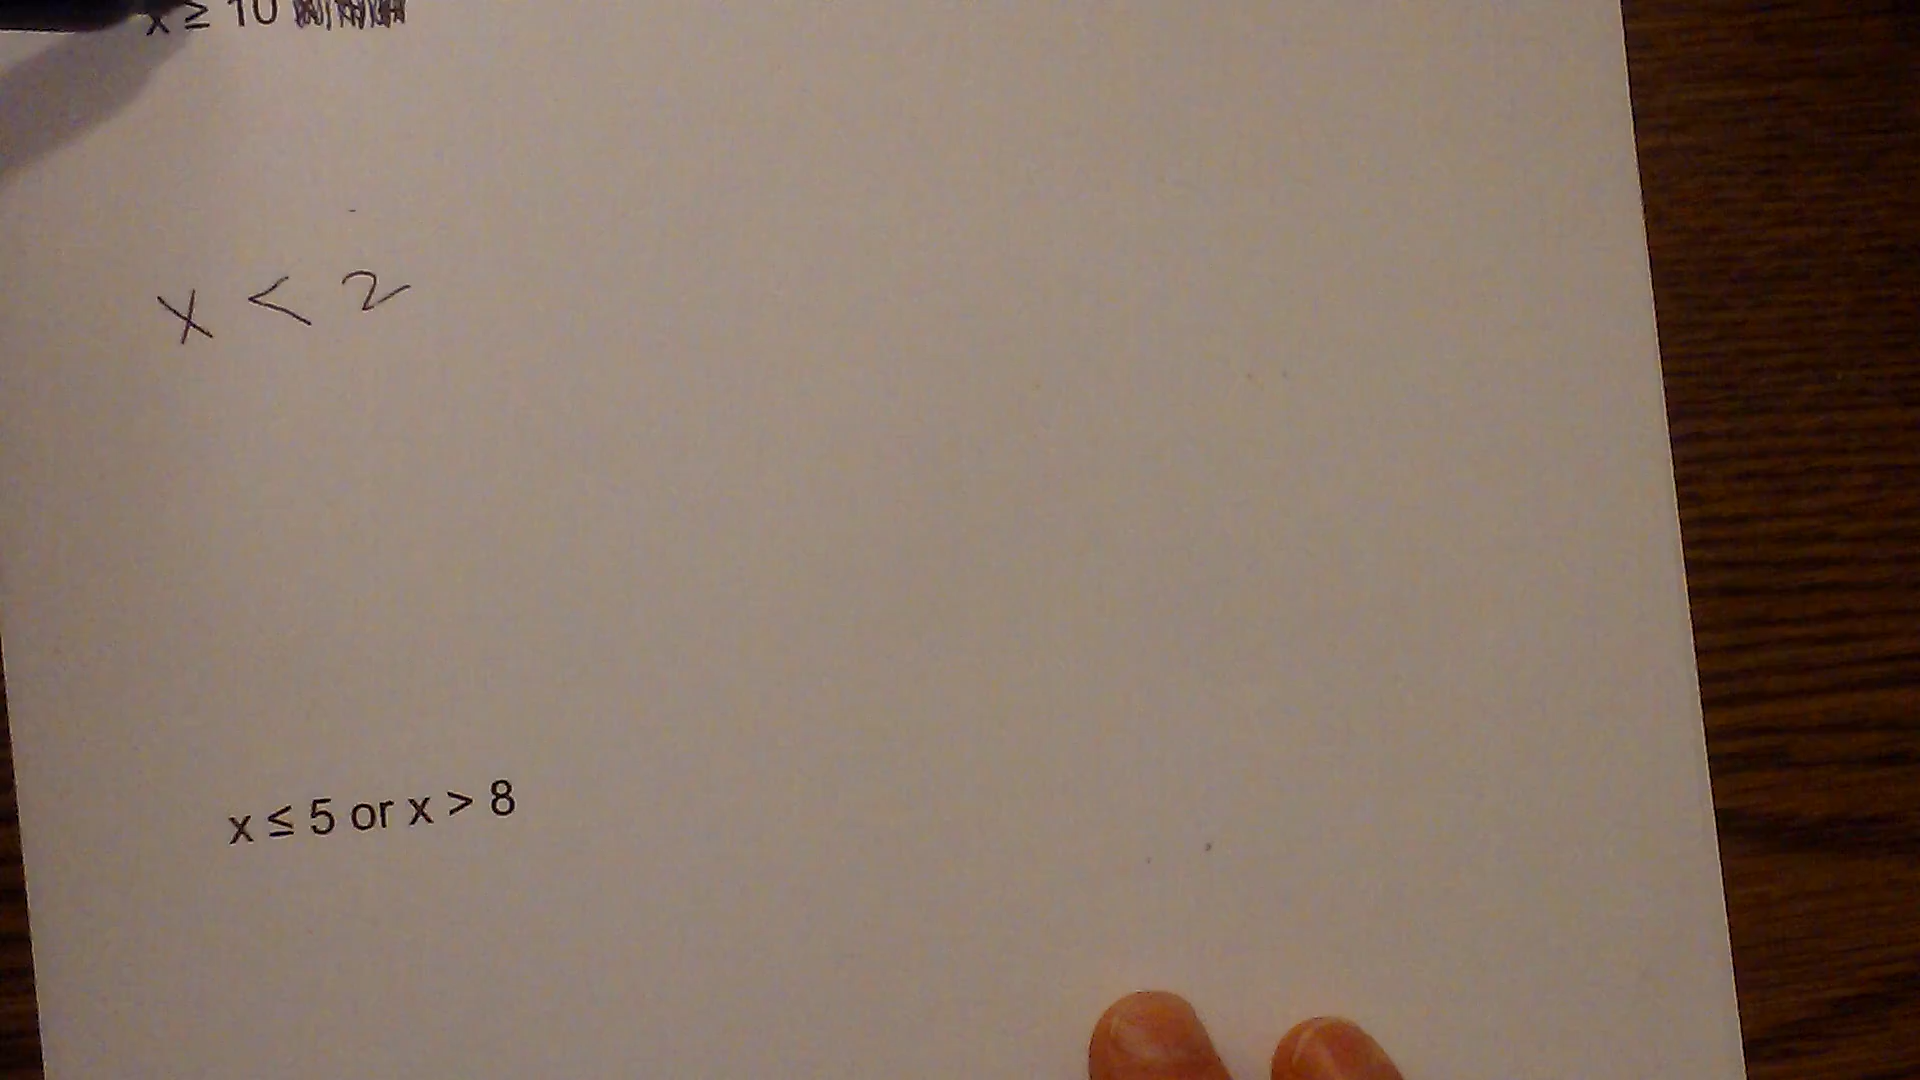 x ≥ 10
x < 2
x ≤ 5 or x > 8